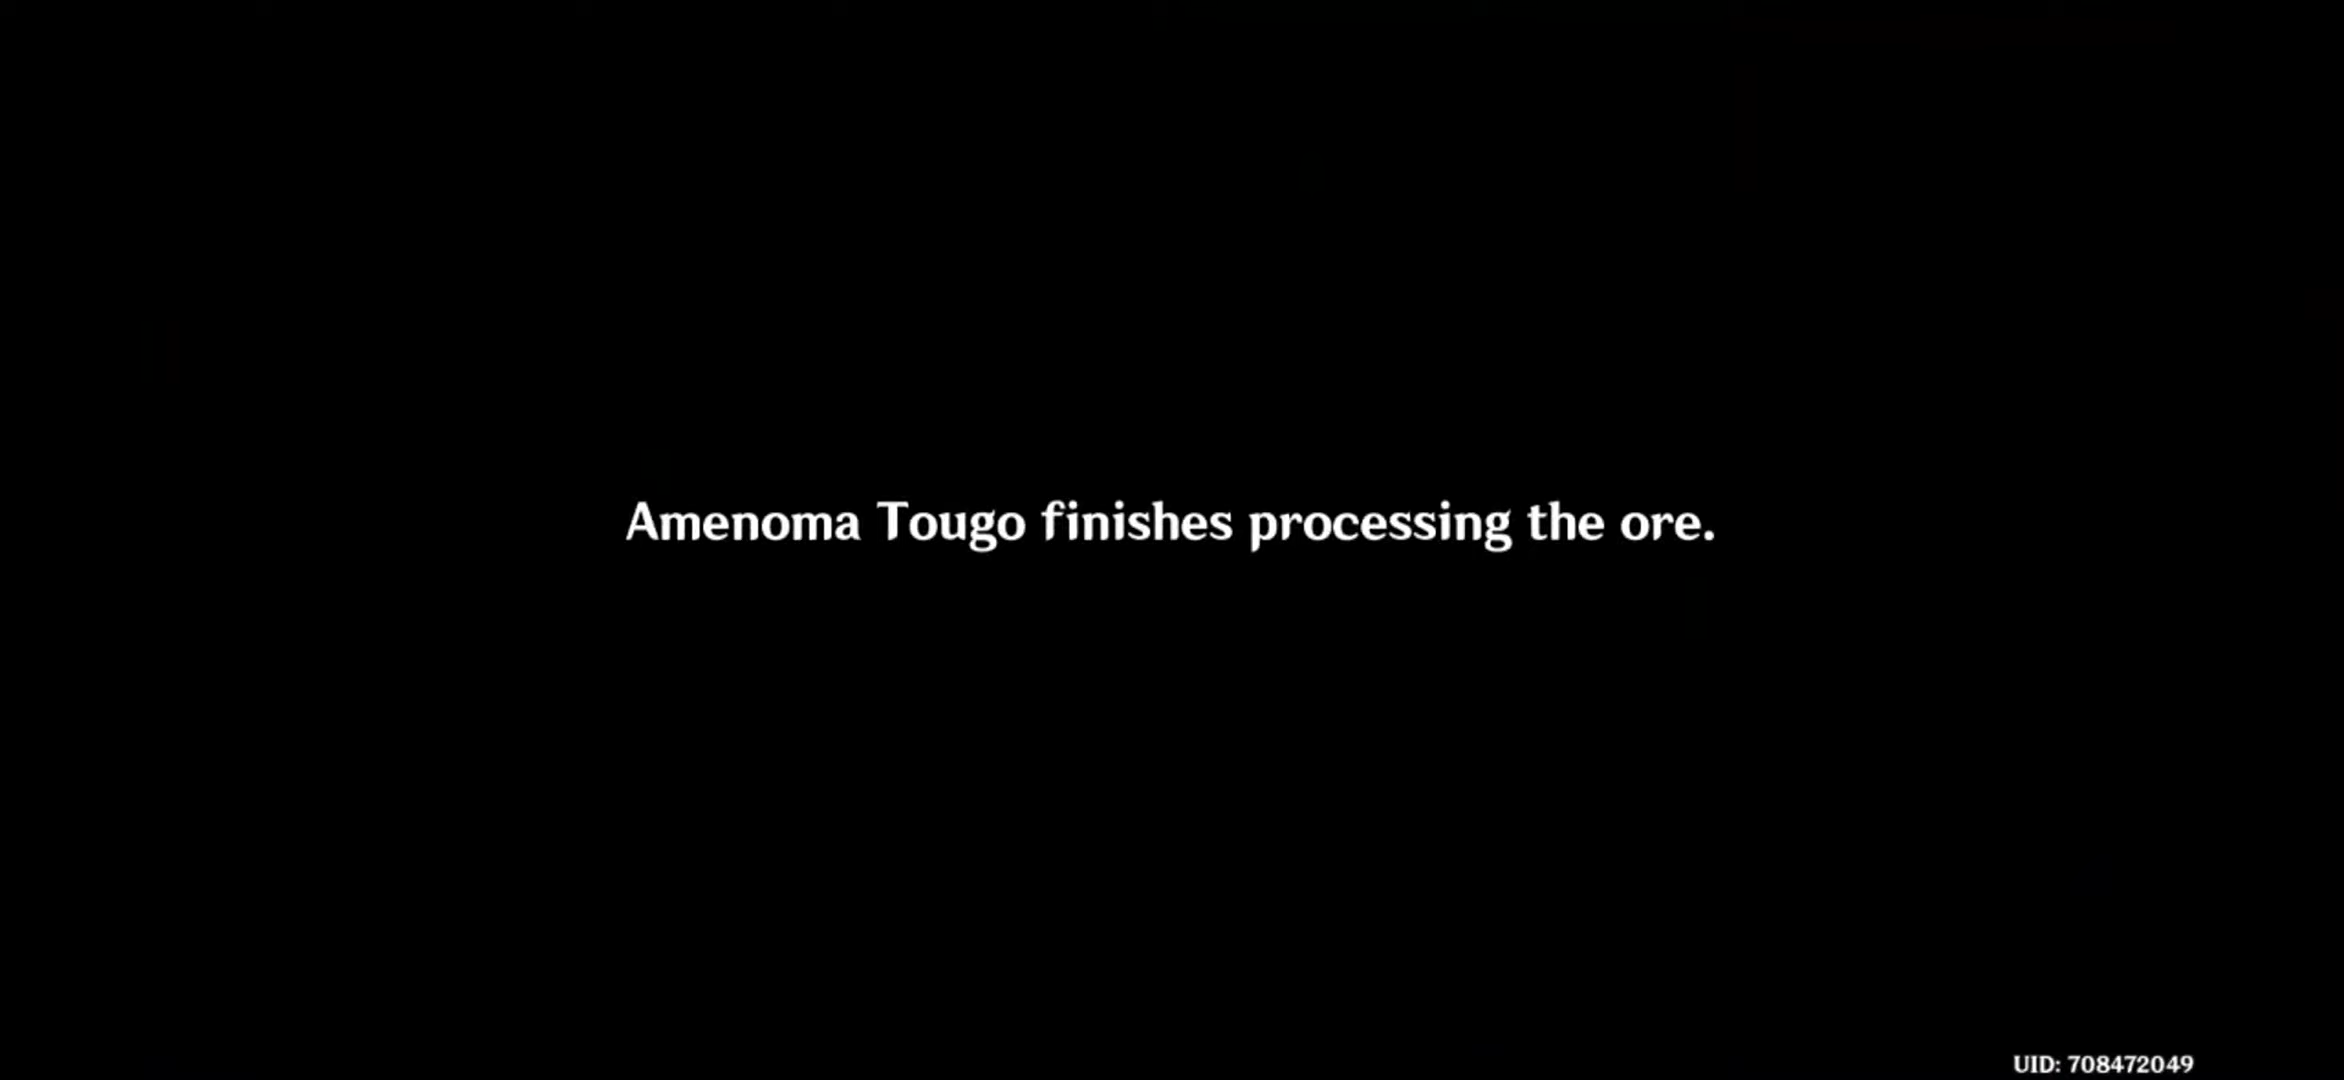 Amenoma Tougo finishes processing the ore.
UID: 708472049